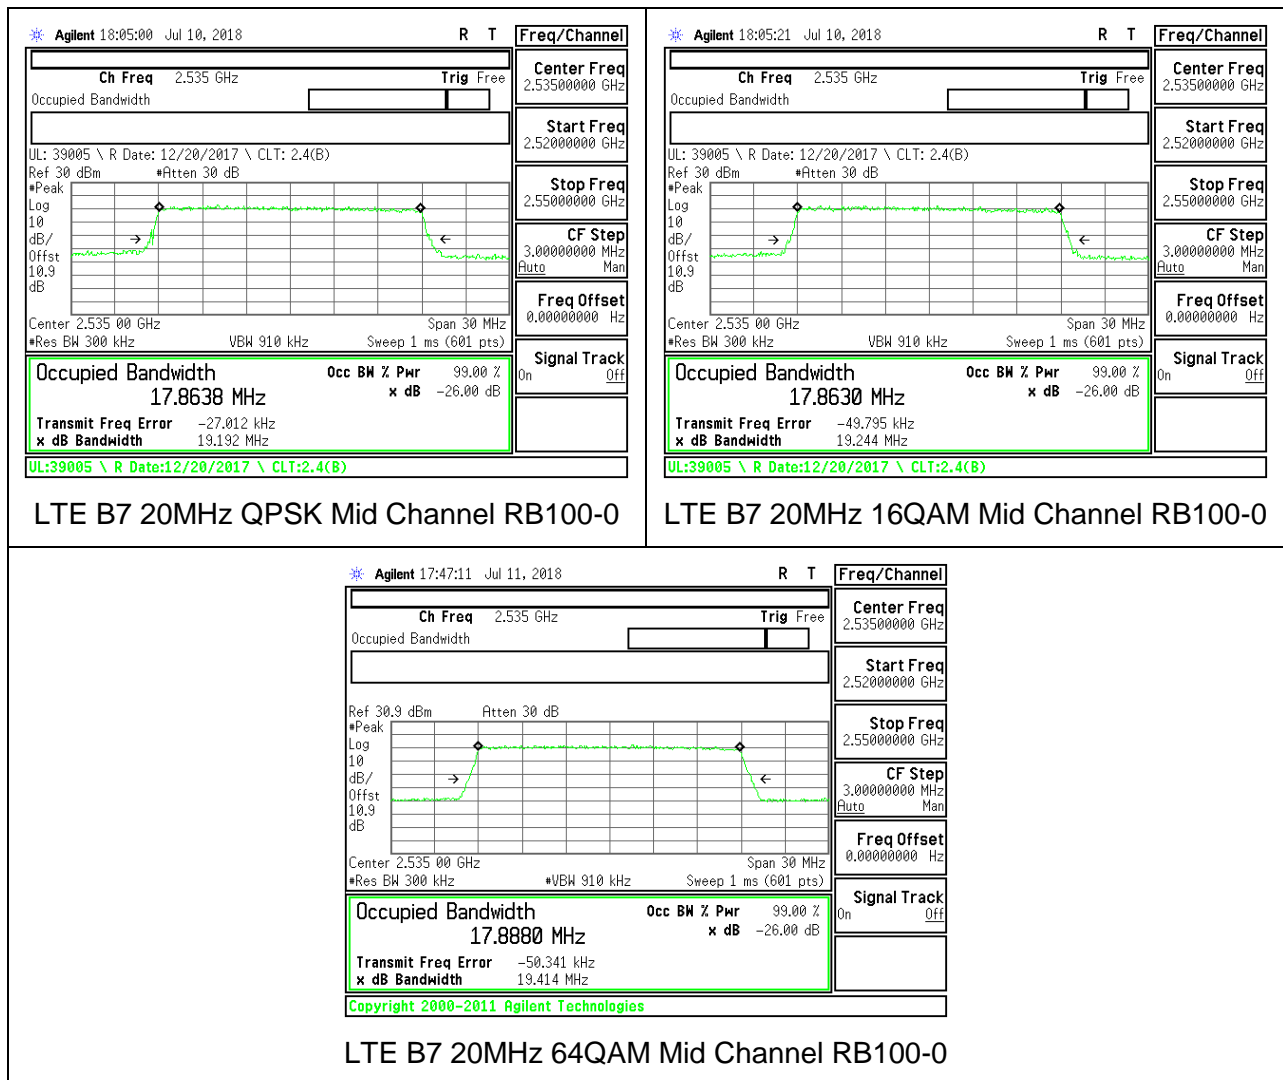 Agilent 18:05:00 Jul 10, 2018 R T
Freq/Channel
Ch Freq 2.535 GHz Trig Free
Occupied Bandwidth
Center Freq
2.53500000 GHz
Start Freq
2.52000000 GHz
UL: 39005 \ R Date: 12/20/2017 \ CLT: 2.4(B)
Ref 30 dBm #Atten 30 dB
#Peak
Log
10
dB/
Offst
10.9
dB
Stop Freq
2.55000000 GHz
CF Step
3.00000000 MHz
Auto Man
Freq Offset
0.00000000 Hz
Center 2.535 00 GHz Span 30 MHz
#Res BW 300 kHz VBW 910 kHz Sweep 1 ms (601 pts)
Signal Track
On Off
Occupied Bandwidth Occ BW % Pwr 99.00 %
17.8638 MHz x dB -26.00 dB
Transmit Freq Error -27.012 kHz
x dB Bandwidth 19.192 MHz
UL:39005 \ R Date:12/20/2017 \ CLT:2.4(B)
LTE B7 20MHz QPSK Mid Channel RB100-0
Agilent 18:05:21 Jul 10, 2018 R T
Freq/Channel
Ch Freq 2.535 GHz Trig Free
Occupied Bandwidth
Center Freq
2.53500000 GHz
Start Freq
2.52000000 GHz
UL: 39005 \ R Date: 12/20/2017 \ CLT: 2.4(B)
Ref 30 dBm #Atten 30 dB
#Peak
Log
10
dB/
Offst
10.9
dB
Stop Freq
2.55000000 GHz
CF Step
3.00000000 MHz
Auto Man
Freq Offset
0.00000000 Hz
Center 2.535 00 GHz Span 30 MHz
#Res BW 300 kHz VBW 910 kHz Sweep 1 ms (601 pts)
Signal Track
On Off
Occupied Bandwidth Occ BW % Pwr 99.00 %
17.8630 MHz x dB -26.00 dB
Transmit Freq Error -49.795 kHz
x dB Bandwidth 19.244 MHz
UL:39005 \ R Date:12/20/2017 \ CLT:2.4(B)
LTE B7 20MHz 16QAM Mid Channel RB100-0
Agilent 17:47:11 Jul 11, 2018 R T
Freq/Channel
Ch Freq 2.535 GHz Trig Free
Occupied Bandwidth
Center Freq
2.53500000 GHz
Start Freq
2.52000000 GHz
Ref 30.9 dBm Atten 30 dB
#Peak
Log
10
dB/
Offst
10.9
dB
Stop Freq
2.55000000 GHz
CF Step
3.00000000 MHz
Auto Man
Freq Offset
0.00000000 Hz
Center 2.535 00 GHz Span 30 MHz
#Res BW 300 kHz #VBW 910 kHz Sweep 1 ms (601 pts)
Signal Track
On Off
Occupied Bandwidth Occ BW % Pwr 99.00 %
17.8880 MHz x dB -26.00 dB
Transmit Freq Error -50.341 kHz
x dB Bandwidth 19.414 MHz
Copyright 2000-2011 Agilent Technologies
LTE B7 20MHz 64QAM Mid Channel RB100-0